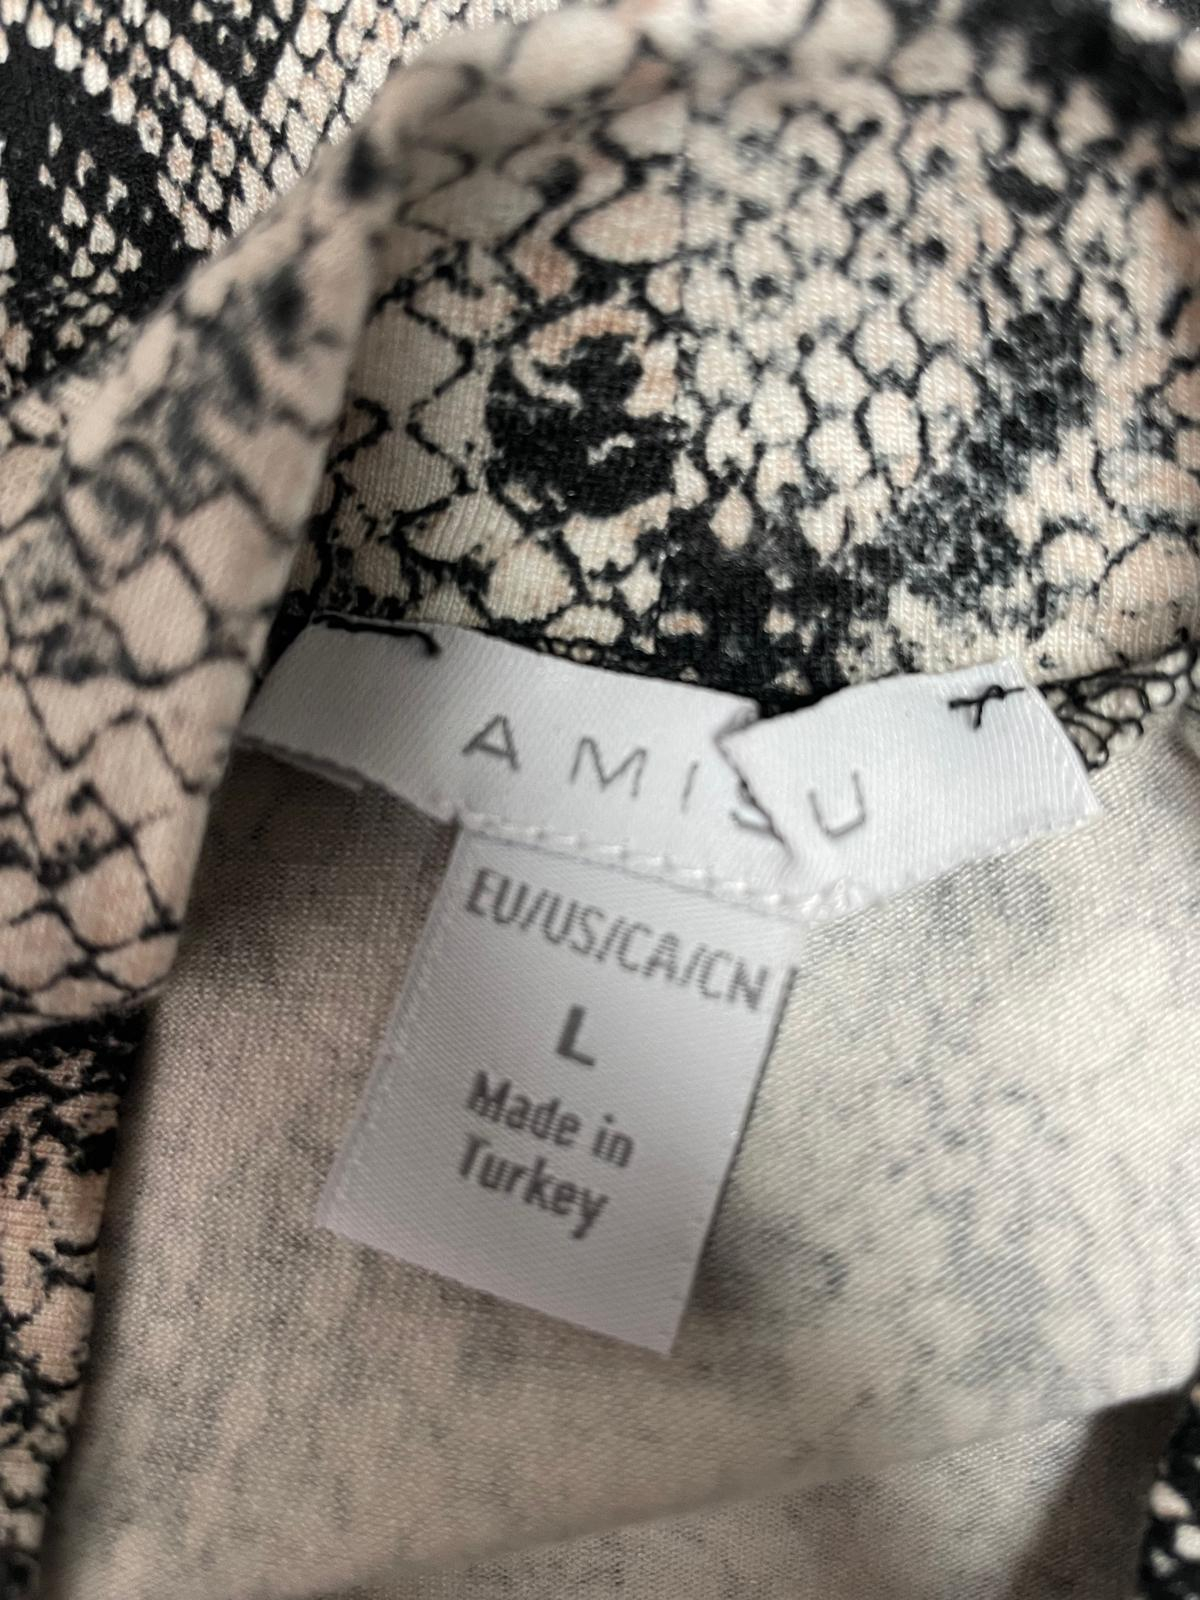 AMISU
EU/US/CA/CN
L
Made in
Turkey